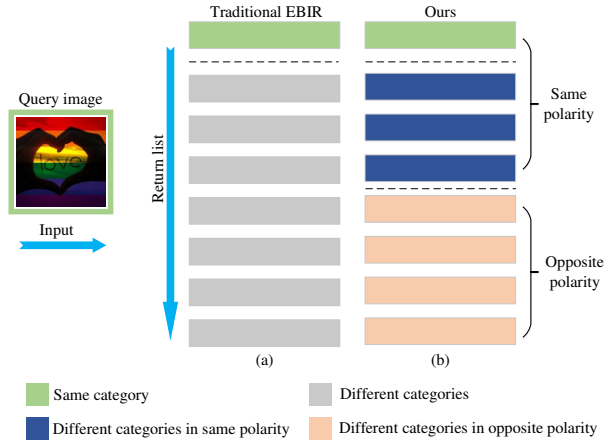 Traditional EBIR
Ours
Query image
love
Input
Return list
Same
polarity
Opposite
polarity
(a)
(b)
Same category
Different categories
Different categories in same polarity
Different categories in opposite polarity